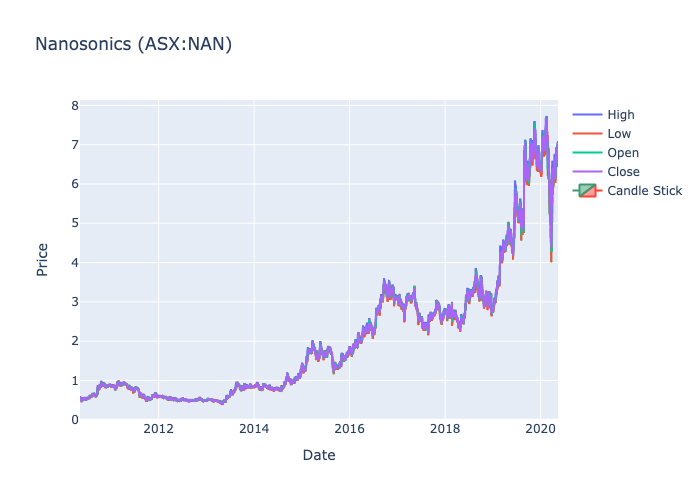 Nanosonics (ASX:NAN)
8
7
6
5
4
3
2
1
0
Price
2012
2014
2016
2018
2020
Date
High
Low
Open
Close
Candle Stick